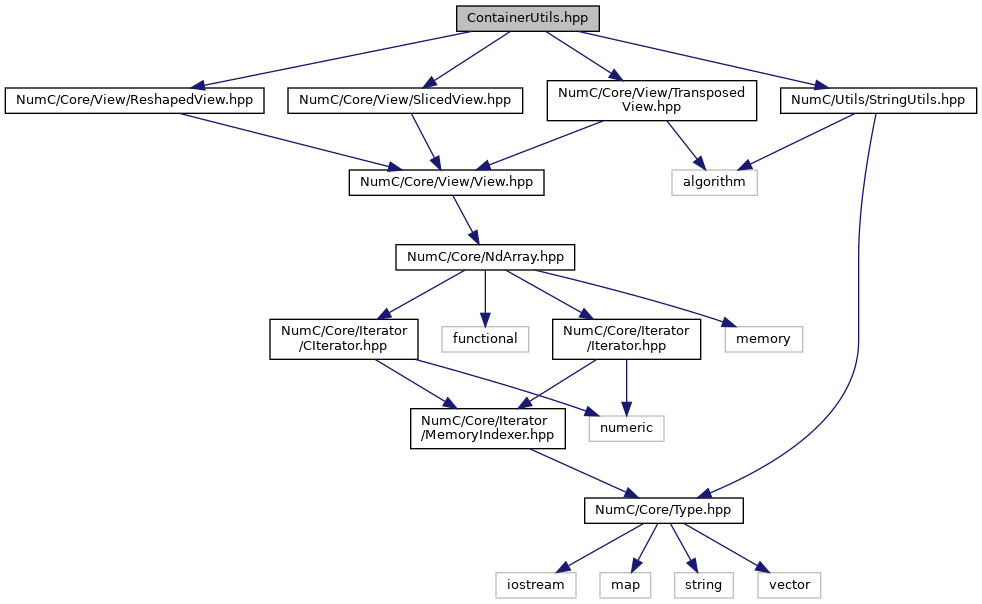 ContainerUtils.hpp
NumC/Core/View/ReshapedView.hpp
NumC/Core/View/SlicedView.hpp
NumC/Core/View/Transposed
View.hpp
NumC/Utils/StringUtils.hpp
NumC/Core/View/View.hpp
algorithm
NumC/Core/NdArray.hpp
NumC/Core/Iterator
/CIterator.hpp
functional
NumC/Core/Iterator
/Iterator.hpp
memory
NumC/Core/Iterator
/MemoryIndexer.hpp
numeric
NumC/Core/Type.hpp
iostream
map
string
vector